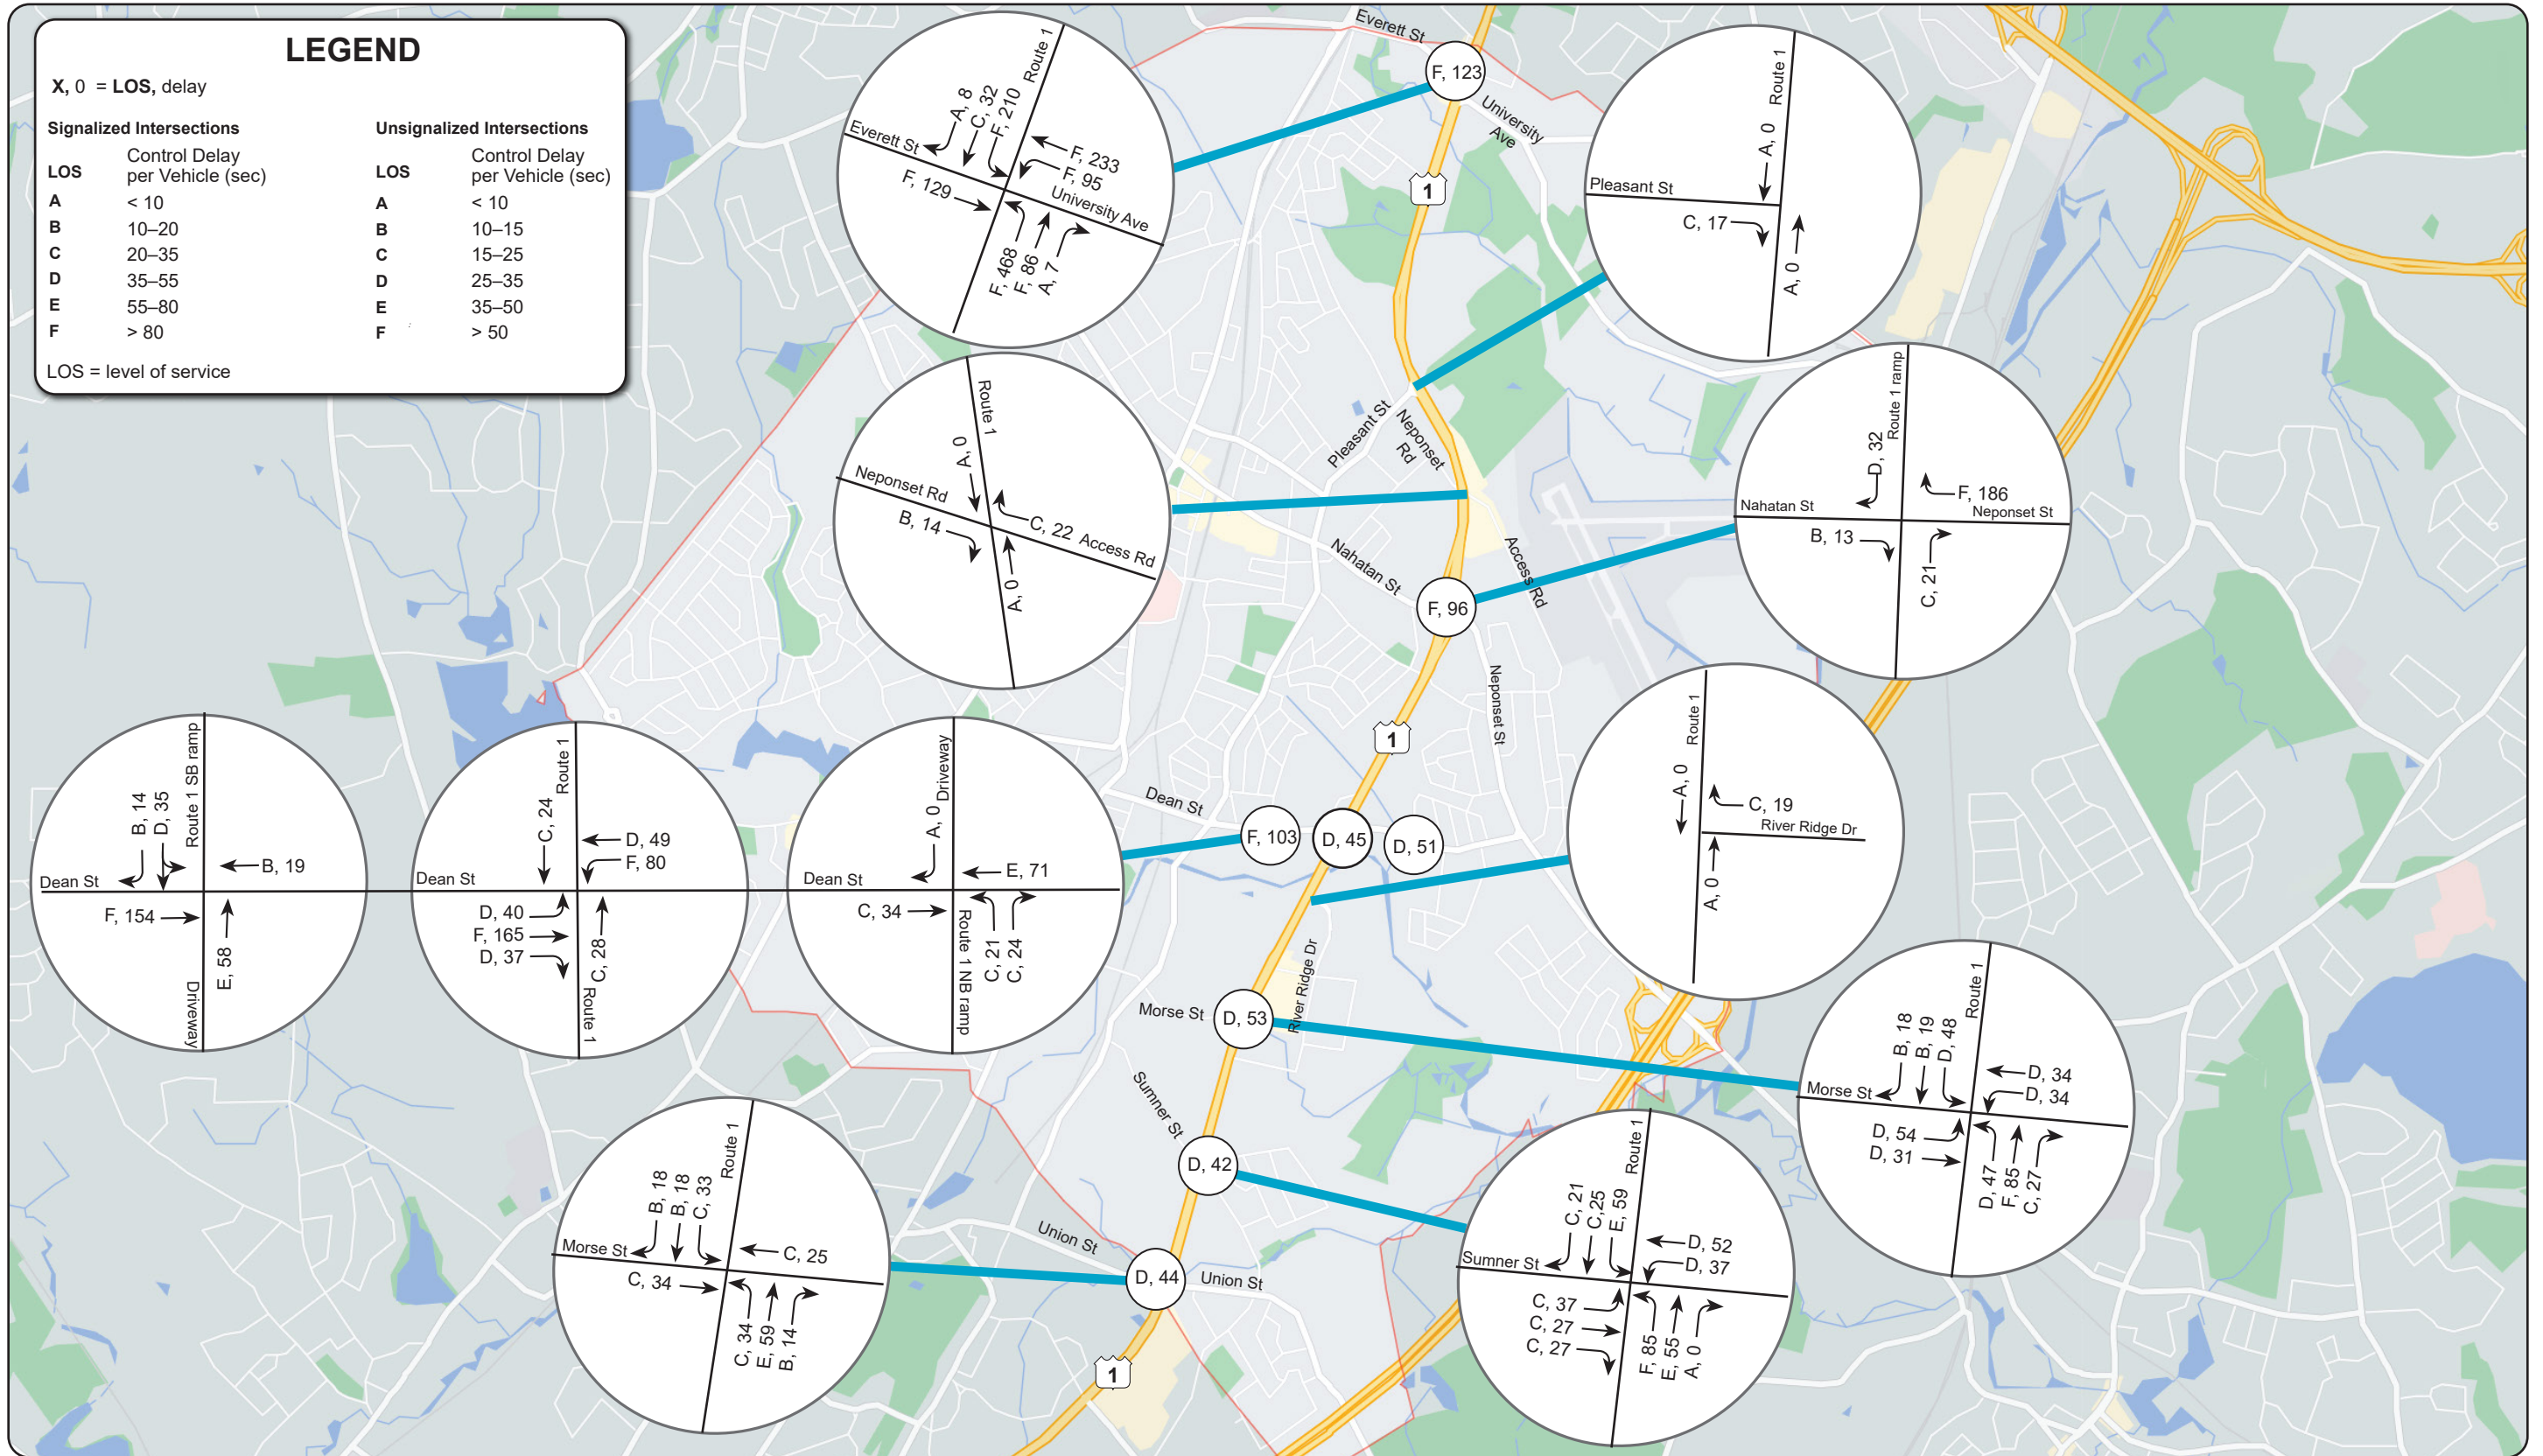 LEGEND
X, 0 = LOS, delay
Signalized Intersections
LOS Control Delay per Vehicle (sec)
A < 10
B 10–20
C 20–35
D 35–55
E 55–80
F > 80
Unsignalized Intersections
LOS Control Delay per Vehicle (sec)
A < 10
B 10–15
C 15–25
D 25–35
E 35–50
F > 50
LOS = level of service
Route 1
A, 8
C, 32
F, 210
Everett St
F, 233
F, 95
F, 129
University Ave
F, 468
F, 86
A, 7
Everett St
F, 123
University
Ave
1
Route 1
A, 0
Pleasant St
C, 17
A, 0
Route 1
A, 0
Neponset Rd
B, 14
C, 22
Access Rd
A, 0
Pleasant St
Neponset
Rd
Nahatan St
Access Rd
F, 96
Neponset St
Route 1 ramp
D, 32
Nahatan St
F, 186
Neponset St
B, 13
C, 21
1
Route 1 SB ramp
B, 14
D, 35
B, 19
Dean St
F, 154
E, 58
Driveway
Route 1
C, 24
D, 49
F, 80
Dean St
D, 40
F, 165
D, 37
C, 28
Route 1
Driveway
A, 0
E, 71
Dean St
C, 34
Route 1 NB ramp
C, 21
C, 24
Dean St
F, 103
D, 45
D, 51
Route 1
A, 0
C, 19
River Ridge Dr
A, 0
River Ridge Dr
Morse St
D, 53
Route 1
B, 18
B, 19
D, 48
Morse St
D, 34
D, 34
D, 54
D, 31
D, 47
F, 85
C, 27
Sumner St
D, 42
Route 1
C, 21
C,25
E, 59
Sumner St
D, 52
D, 37
C, 37
C, 27
C, 27
F, 85
E, 55
A, 0
Union St
D, 44
Union St
1
Route 1
B, 18
B, 18
C, 33
Morse St
C, 25
C, 34
C, 34
E, 59
B, 14